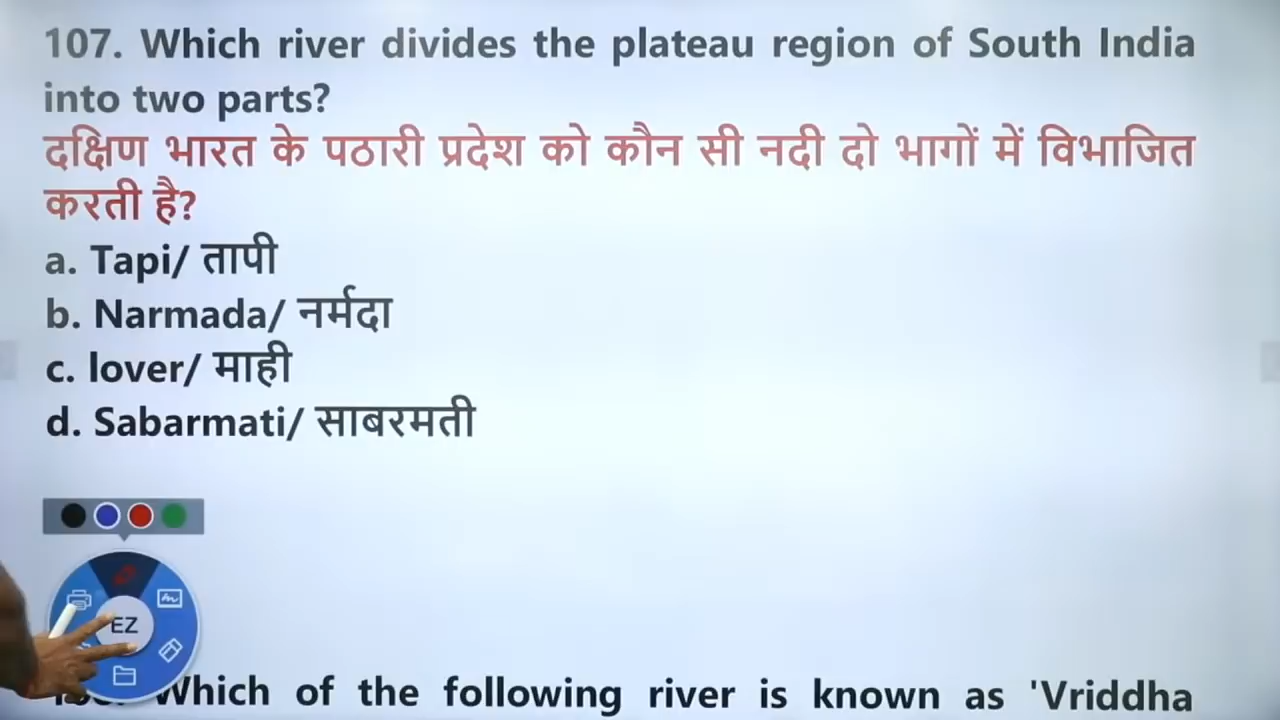 107. Which river divides the plateau region of South India
into two parts?
दक्षिण भारत के पठारी प्रदेश को कौन सी नदी दो भागों में विभाजित
करती है?
a. Tapi/ तापी
b. Narmada/ नर्मदा
c. lover/ माही
d. Sabarmati/ साबरमती
EZ
Which of the following river is known as 'Vriddha